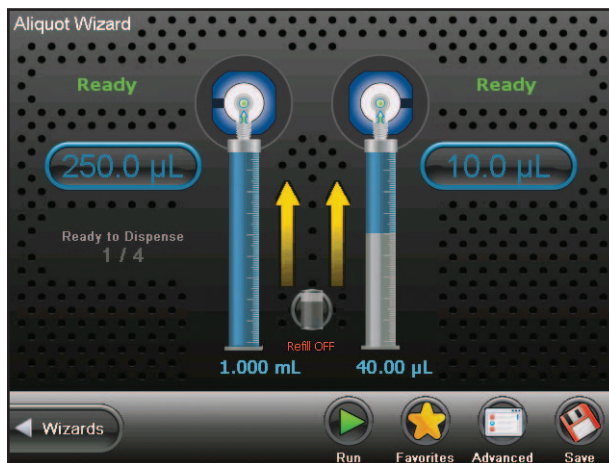 Aliquot Wizard
Ready
Ready
250.0 µL
10.0 µL
Ready to Dispense
1 / 4
Refill OFF
1.000 mL
40.00 µL
Wizards
Run
Favorites
Advanced
Save